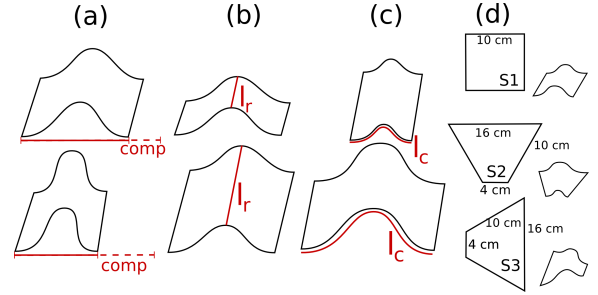 (a)
(b)
(c)
(d)
comp
comp
l_r
l_r
l_c
l_c
10 cm
S1
16 cm
10 cm
S2
4 cm
10 cm
16 cm
4 cm
S3